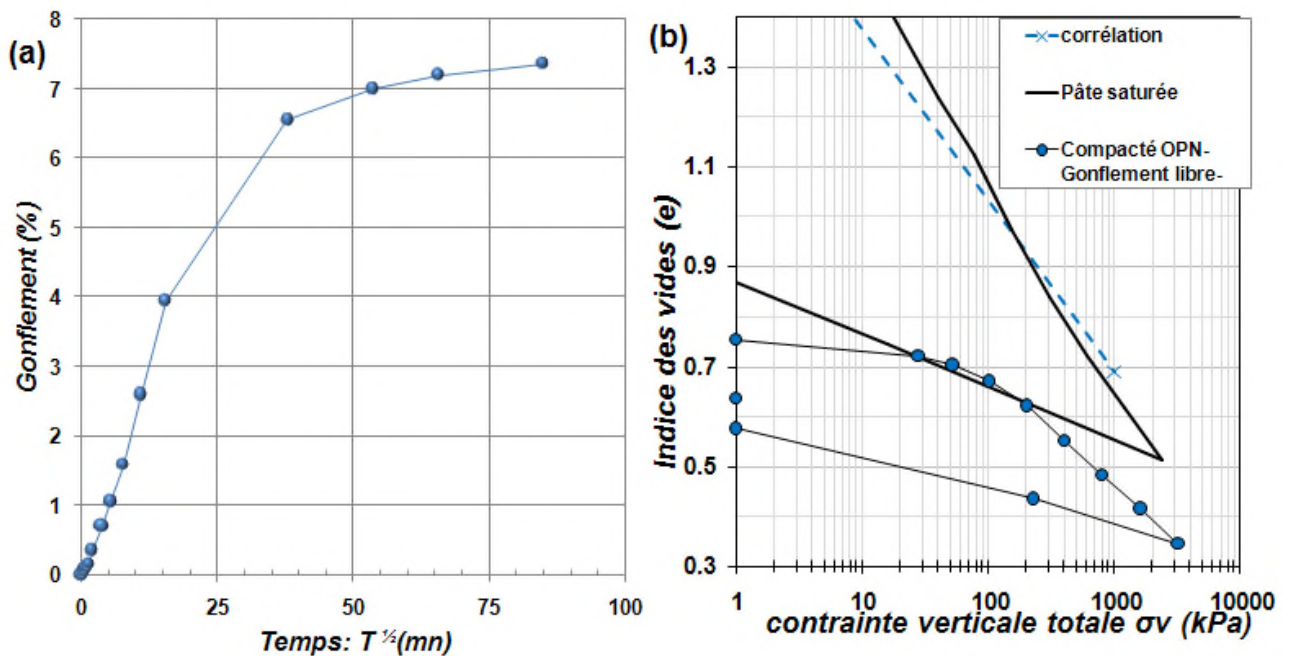 (a)
8
7
6
5
4
3
2
1
0
Gonflement (%)
0 25 50 75 100
Temps: T ½(mn)
(b)
1.3
1.1
0.9
0.7
0.5
0.3
Indice des vides (e)
1 10 100 1000 10000
contrainte verticale totale σv (kPa)
corrélation
Pâte saturée
Compacté OPN-
Gonflement libre-